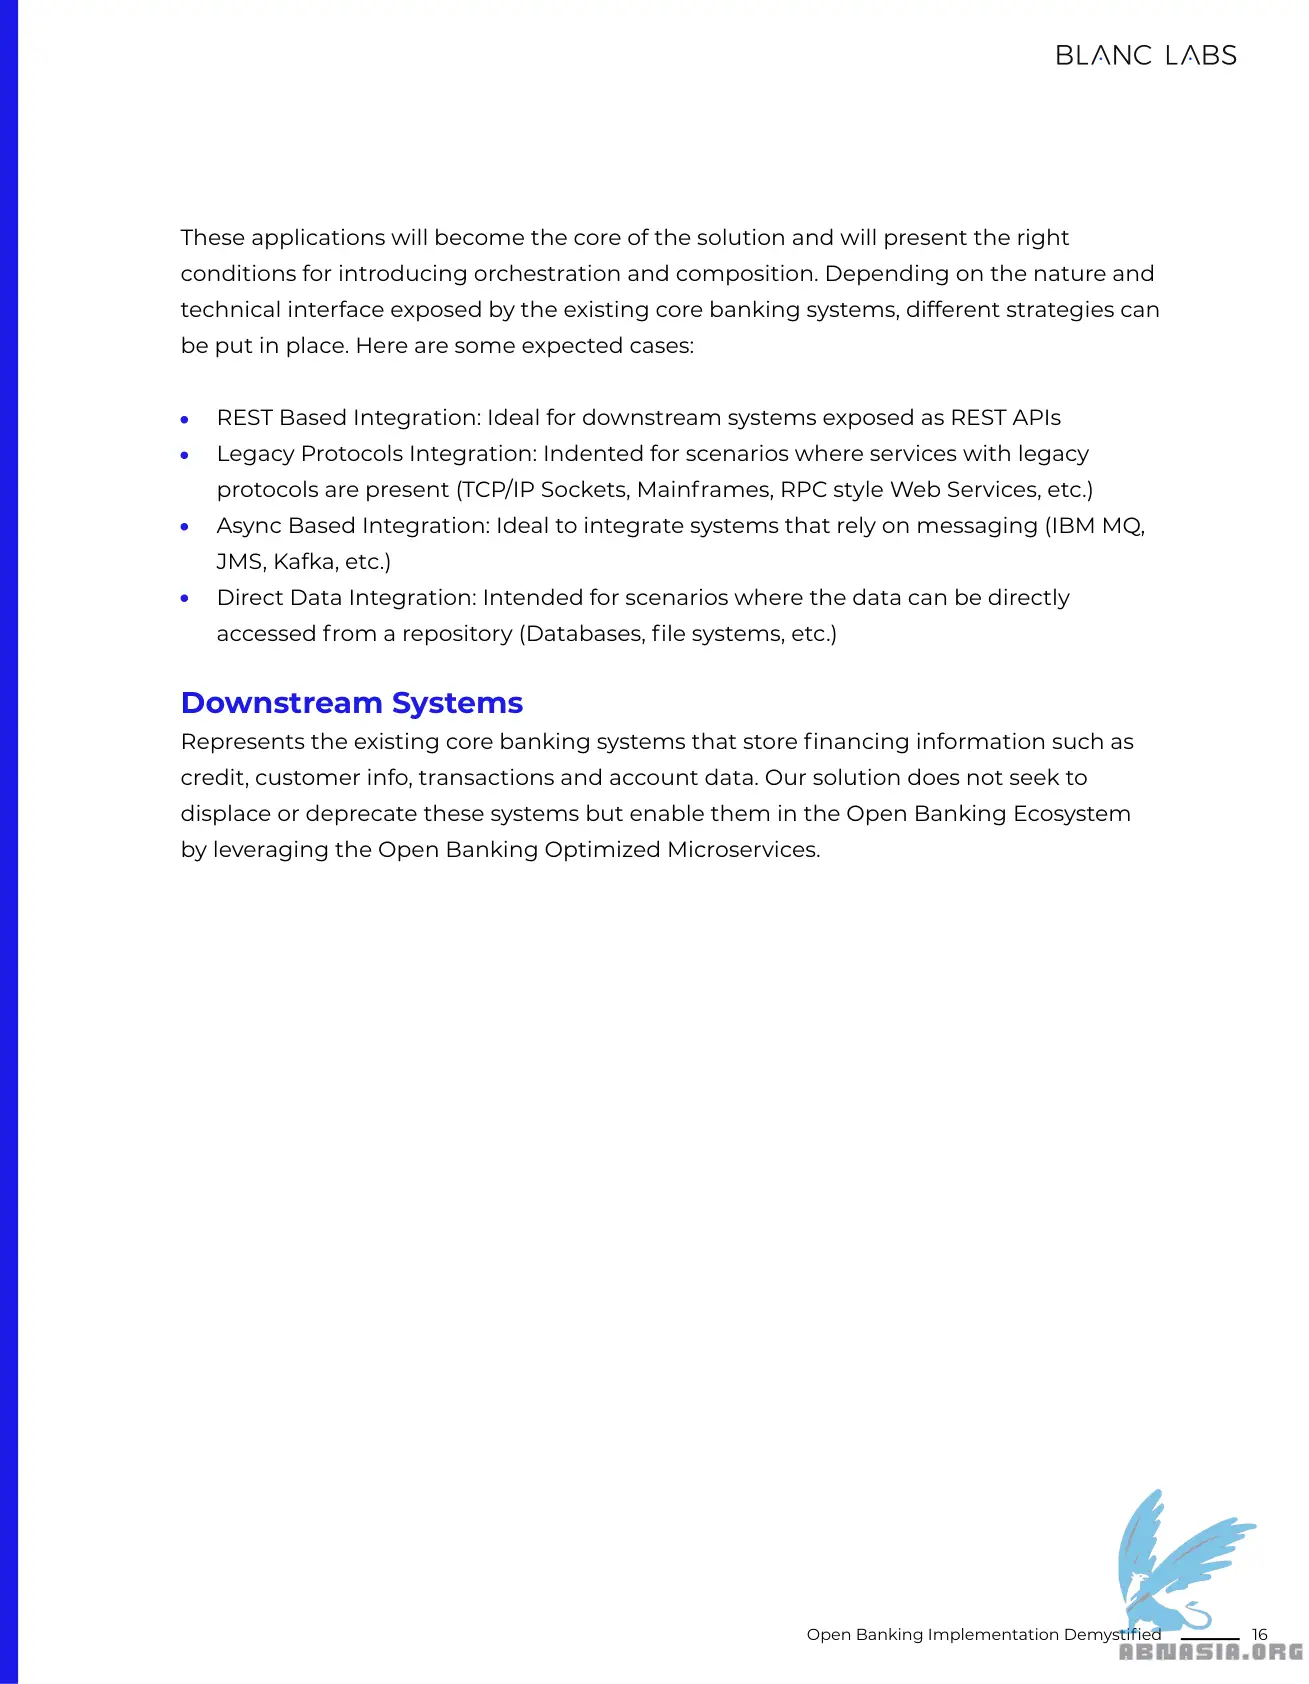 BLANC LABS
These applications will become the core of the solution and will present the right
conditions for introducing orchestration and composition. Depending on the nature and
technical interface exposed by the existing core banking systems, different strategies can
be put in place. Here are some expected cases:
• REST Based Integration: Ideal for downstream systems exposed as REST APIs
• Legacy Protocols Integration: Indented for scenarios where services with legacy
protocols are present (TCP/IP Sockets, Mainframes, RPC style Web Services, etc.)
• Async Based Integration: Ideal to integrate systems that rely on messaging (IBM MQ,
JMS, Kafka, etc.)
• Direct Data Integration: Intended for scenarios where the data can be directly
accessed from a repository (Databases, file systems, etc.)
Downstream Systems
Represents the existing core banking systems that store financing information such as
credit, customer info, transactions and account data. Our solution does not seek to
displace or deprecate these systems but enable them in the Open Banking Ecosystem
by leveraging the Open Banking Optimized Microservices.
Open Banking Implementation Demystified 16
ABNASIA.ORG